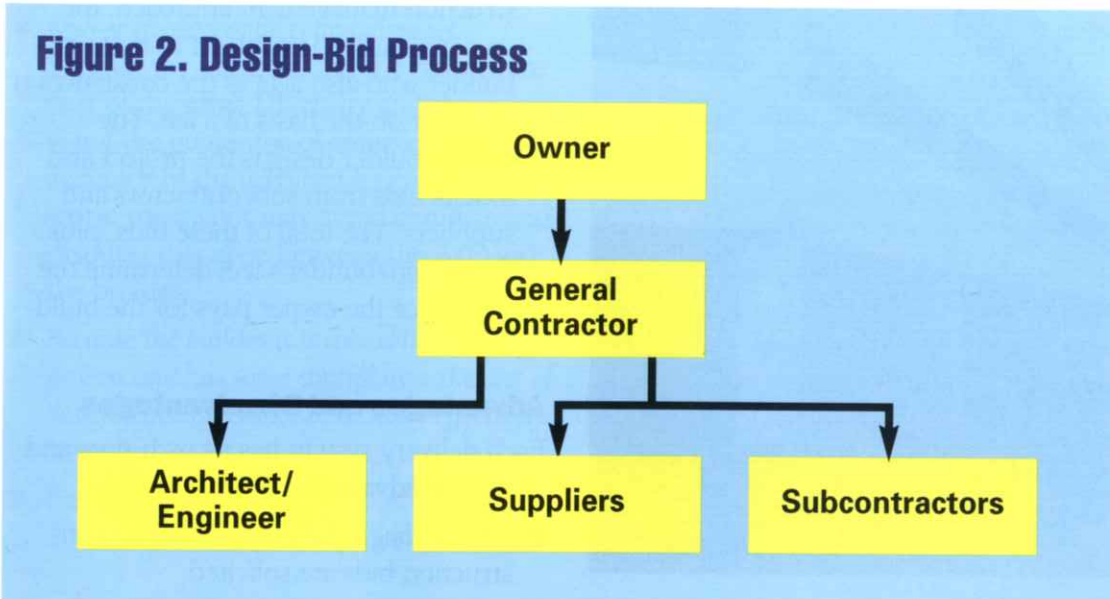 Figure 2. Design-Bid Process
Owner
General
Contractor
Architect/
Engineer
Suppliers
Subcontractors